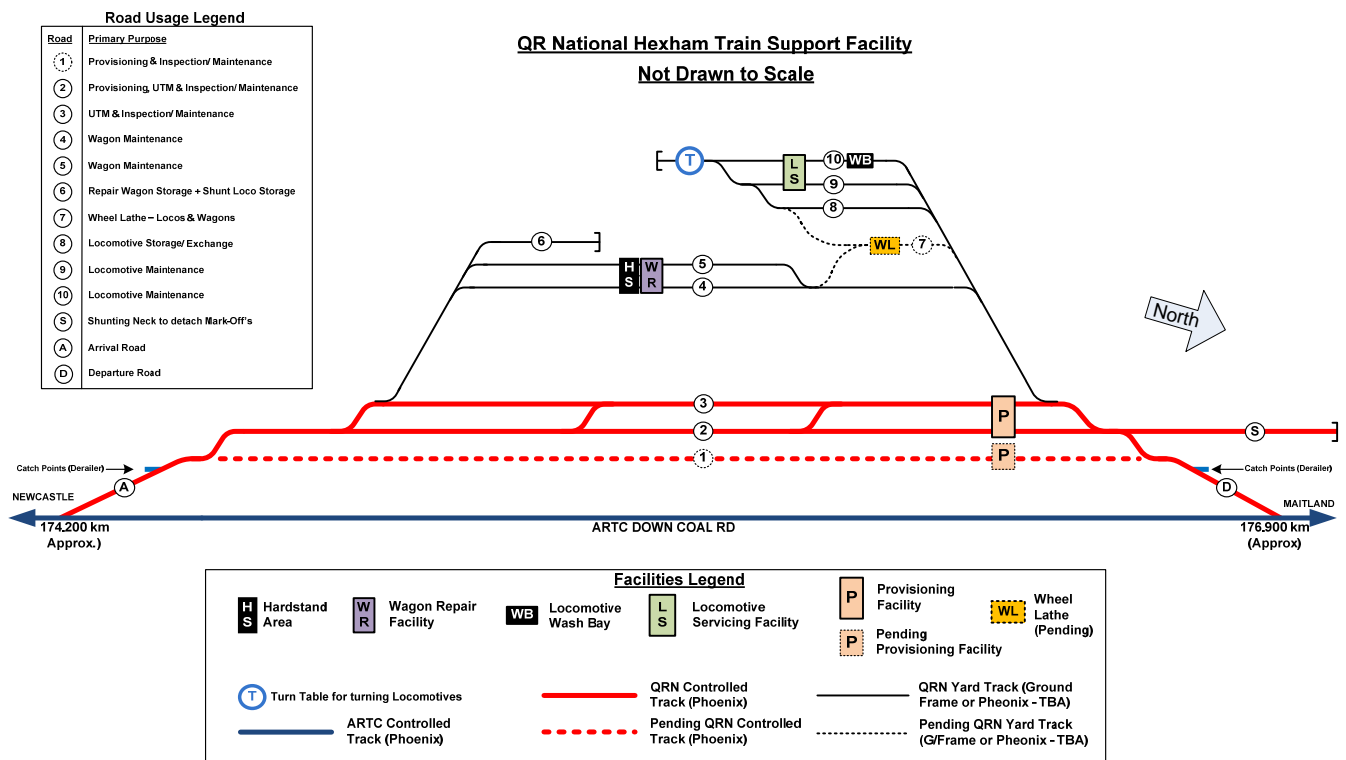 Road Usage Legend
Road Primary Purpose
1 Provisioning & Inspection/ Maintenance
2 Provisioning, UTM & Inspection/ Maintenance
3 UTM & Inspection/ Maintenance
4 Wagon Maintenance
5 Wagon Maintenance
6 Repair Wagon Storage + Shunt Loco Storage
7 Wheel Lathe – Locos & Wagons
8 Locomotive Storage/ Exchange
9 Locomotive Maintenance
10 Locomotive Maintenance
S Shunting Neck to detach Mark-Off's
A Arrival Road
D Departure Road
QR National Hexham Train Support Facility
Not Drawn to Scale
T
L
S
10
WB
9
8
WL
7
6
H
S
W
R
5
4
North
3
P
2
S
1
P
Catch Points (Derailer)
Catch Points (Derailer)
A
D
NEWCASTLE
MAITLAND
174.200 km
Approx.)
ARTC DOWN COAL RD
176.900 km
(Approx)
Facilities Legend
H
S
Hardstand
Area
W
R
Wagon Repair
Facility
WB
Locomotive
Wash Bay
L
S
Locomotive
Servicing Facility
P
Provisioning
Facility
P
Pending
Provisioning Facility
WL
Wheel
Lathe
(Pending)
T Turn Table for turning Locomotives
QRN Controlled
Track (Phoenix)
QRN Yard Track (Ground
Frame or Pheonix - TBA)
ARTC Controlled
Track (Phoenix)
Pending QRN Controlled
Track (Phoenix)
Pending QRN Yard Track
(G/Frame or Pheonix - TBA)